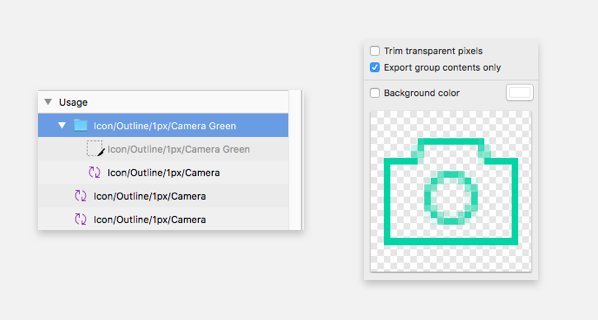 Usage
Icon/Outline/1px/Camera Green
Icon/Outline/1px/Camera Green
Icon/Outline/1px/Camera
Icon/Outline/1px/Camera
Icon/Outline/1px/Camera
Trim transparent pixels
Export group contents only
Background color